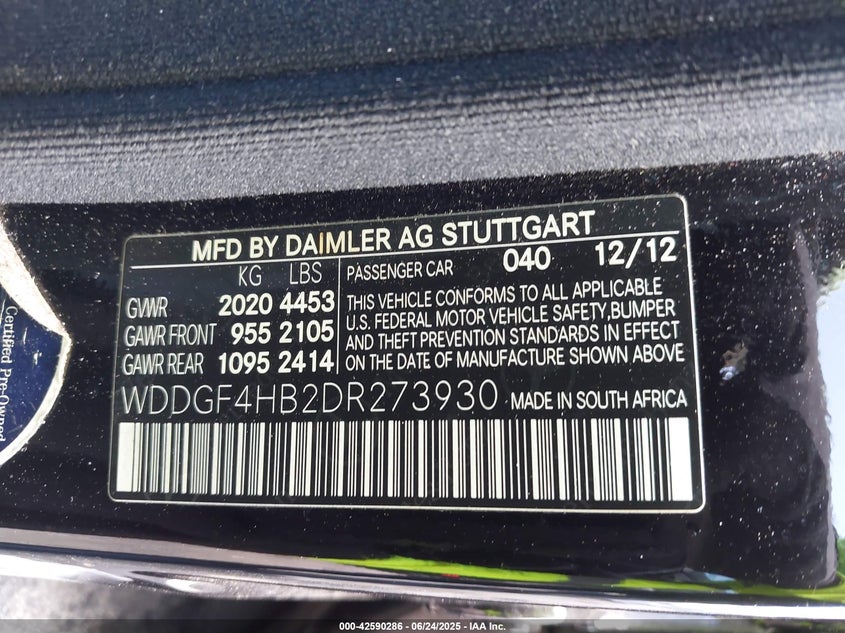 MFD BY DAIMLER AG STUTTGART
KG LBS
GVWR 2020 4453
GAWR FRONT 955 2105
GAWR REAR 1095 2414
PASSENGER CAR 040 12/12
THIS VEHICLE CONFORMS TO ALL APPLICABLE
U.S. FEDERAL MOTOR VEHICLE SAFETY,BUMPER
AND THEFT PREVENTION STANDARDS IN EFFECT
ON THE DATE OF MANUFACTURE SHOWN ABOVE
WDDGF4HB2DR273930 MADE IN SOUTH AFRICA
Certified Pre-Owned
000-42590286 - 06/24/2025 - IAA Inc.